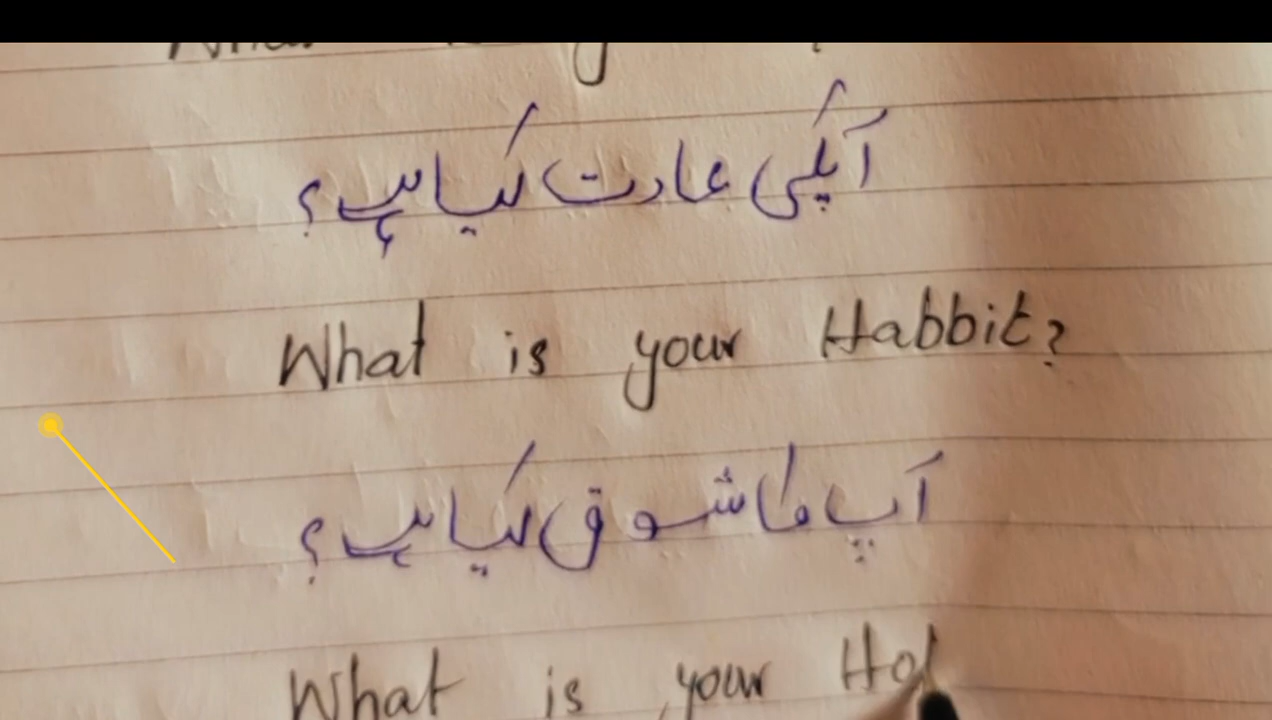 آپکی عادت کیا ہے؟
What is your Habbit?
آپ کا شوق کیا ہے؟
What is your